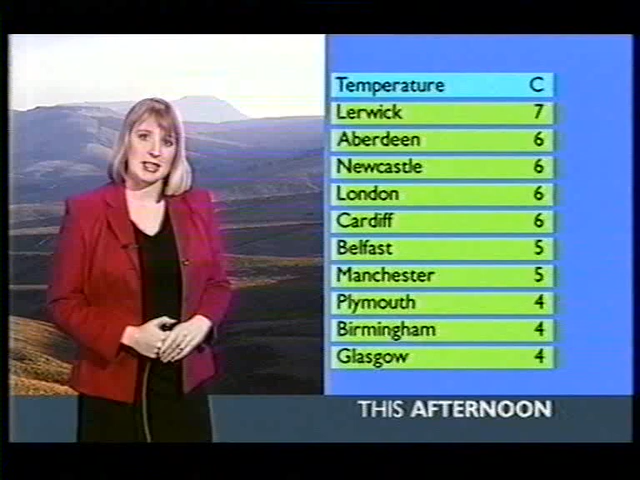 Temperature C
Lerwick 7
Aberdeen 6
Newcastle 6
London 6
Cardiff 6
Belfast 5
Manchester 5
Plymouth 4
Birmingham 4
Glasgow 4
THIS AFTERNOON